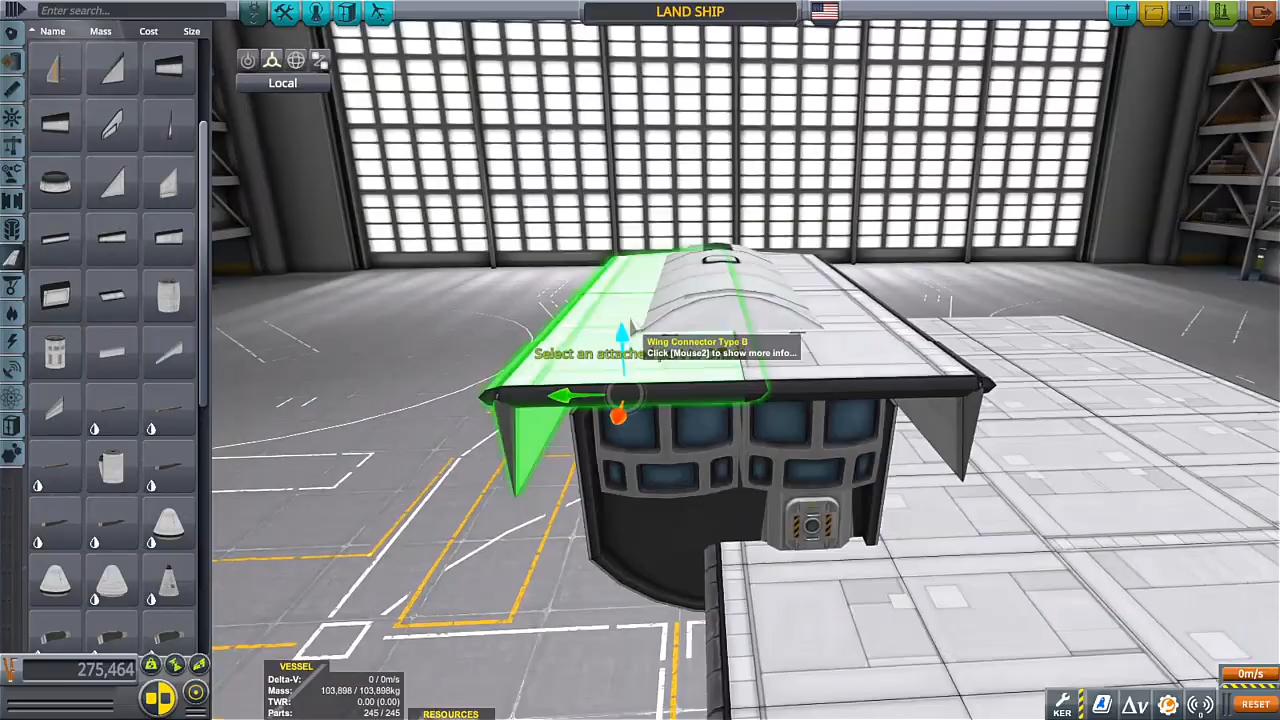 Enter search...
LAND SHIP
Name Mass Cost Size
Local
Wing Connector Type B
Select an attache
Click [Mouse2] to show more info...
275,464
VESSEL
Delta-V: 0 / 0m/s
Mass: 103,898 / 103,898kg
TWR: 0.00 (0.00)
Parts: 245 / 245
RESOURCES
0m/s
KER
ΔV
RESET